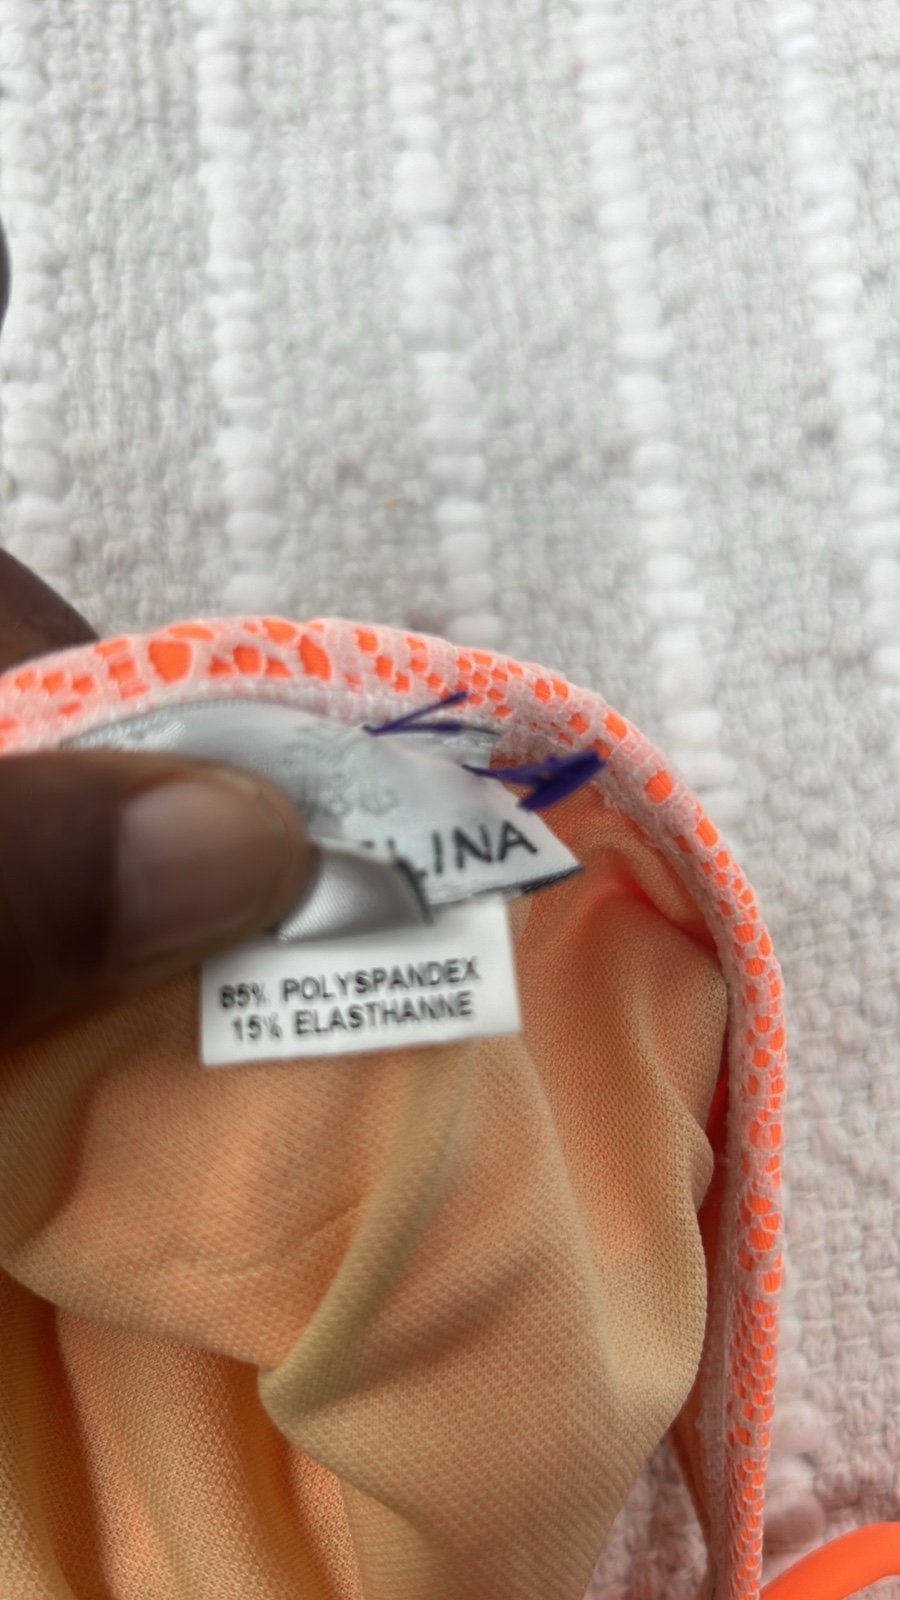 LINA
85% POLYSPANDEX
15% ELASTHANNE